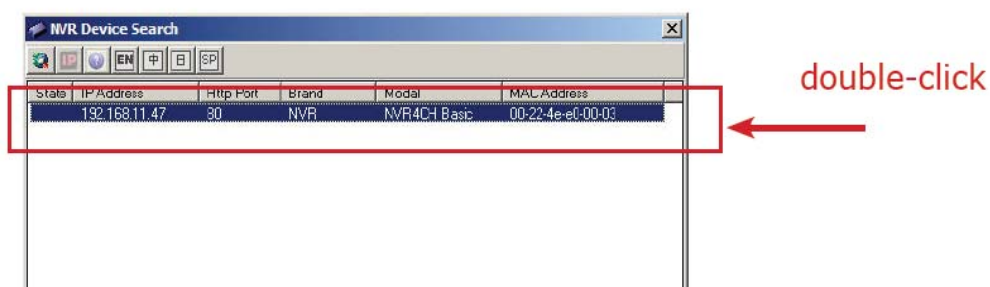 NVR Device Search
IP EN 中 日 SP
State IP Address Http Port Brand Modal MAC Address
192.168.11.47 80 NVR NVR4CH Basic 00-22-4e-e0-00-03
double-click